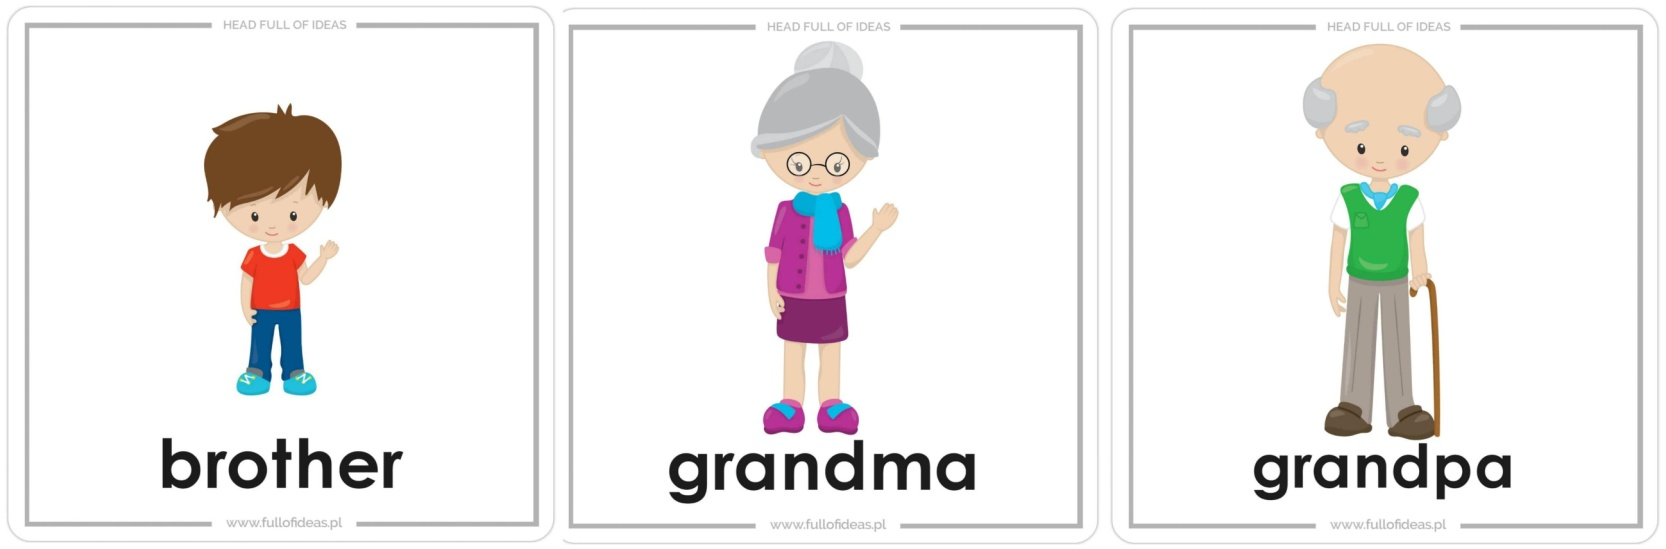 HEAD FULL OF IDEAS
brother
www.fullofideas.pl
HEAD FULL OF IDEAS
grandma
www.fullofideas.pl
HEAD FULL OF IDEAS
grandpa
www.fullofideas.pl